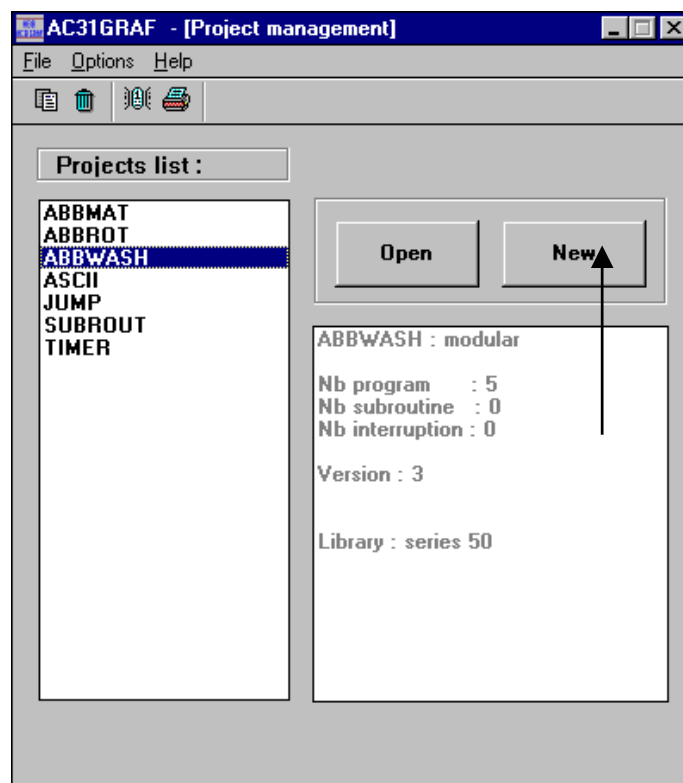 AC31GRAF - [Project management]
File Options Help
Projects list :
ABBMAT
ABBROT
ABBWASH
ASCII
JUMP
SUBROUT
TIMER
Open New
ABBWASH : modular
Nb program : 5
Nb subroutine : 0
Nb interruption : 0
Version : 3
Library : series 50